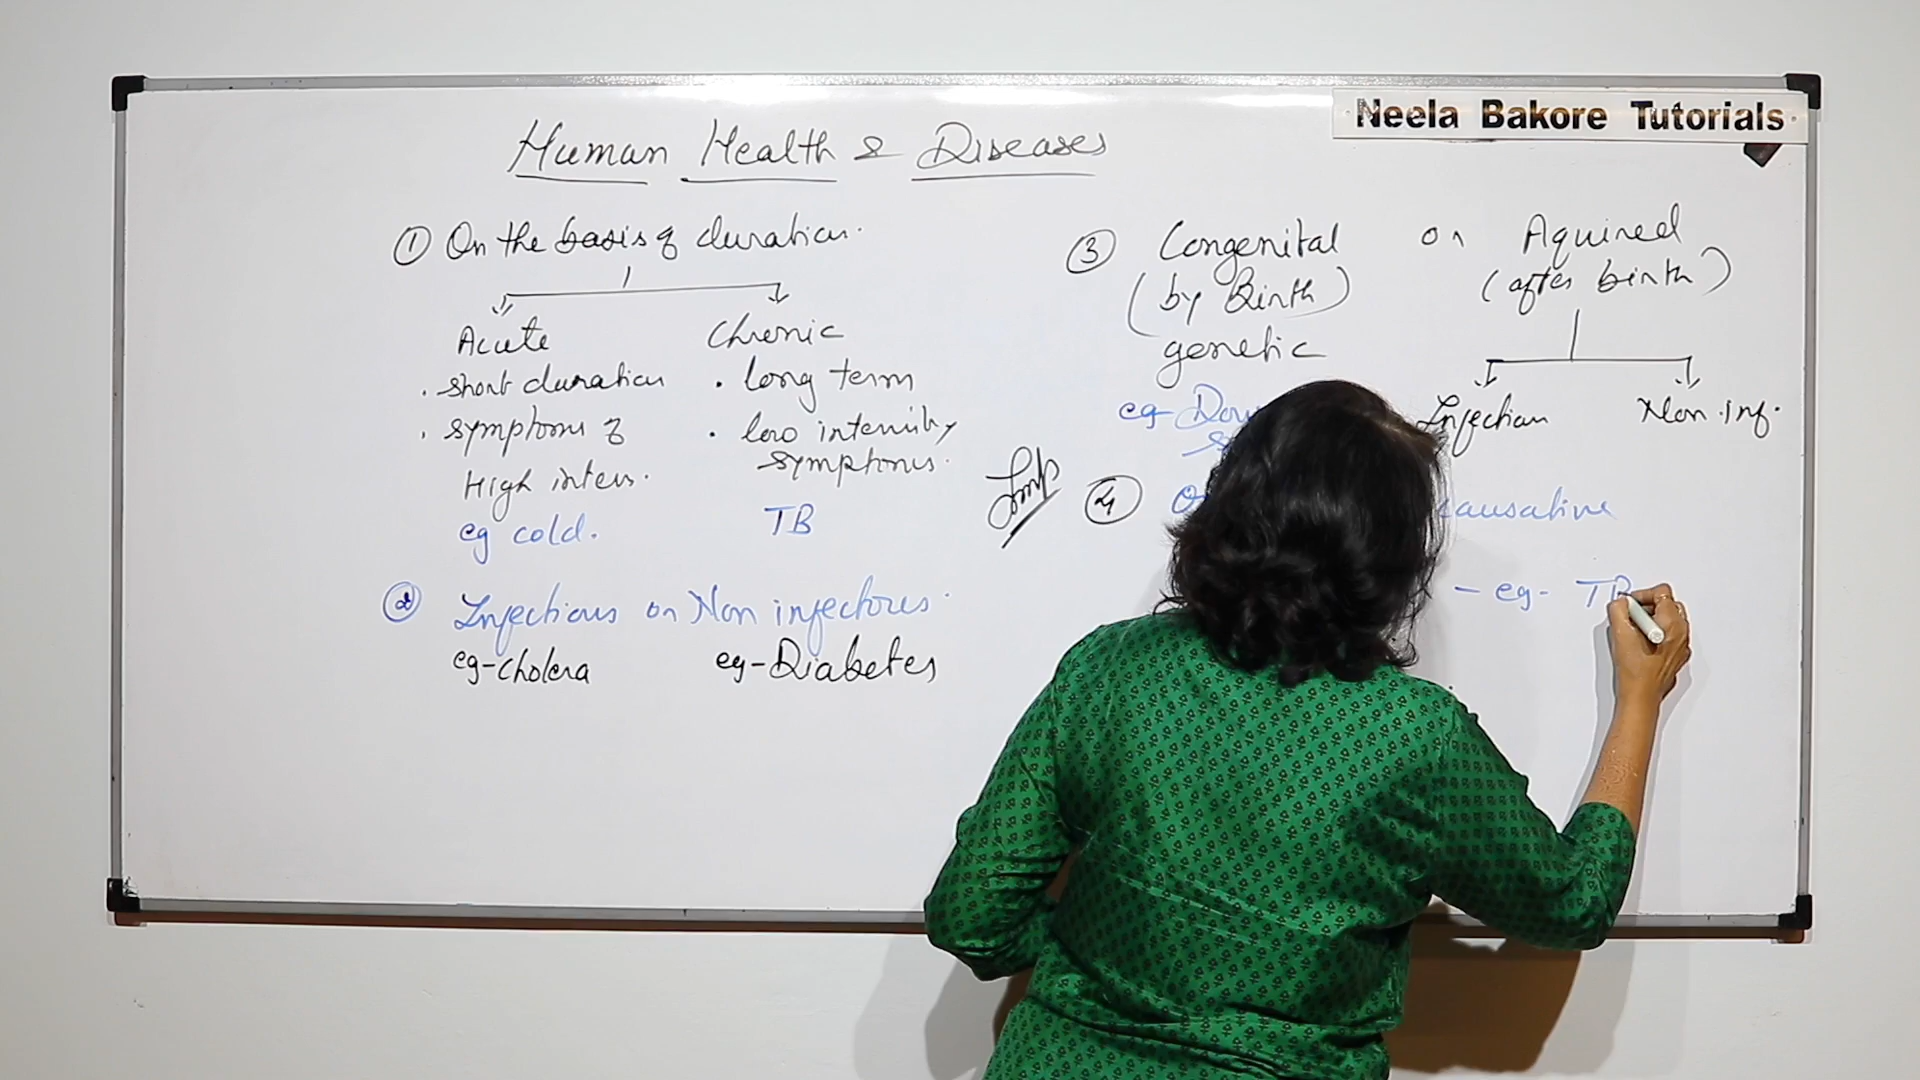 Neela Bakore Tutorials
Human Health & Diseases
① On the basis of duration.
Acute
. short duration
. symptoms of
High intens.
eg cold.
Chronic
. long term
. low intensity
symptoms.
TB
② Infectious or Non infectious.
eg-cholera
eg-Diabetes
③ Congenital or Aquired
(by Birth) (after birth)
genetic
eg-Dow
Infection Non.inf.
Imp ④ causative
- eg- TB